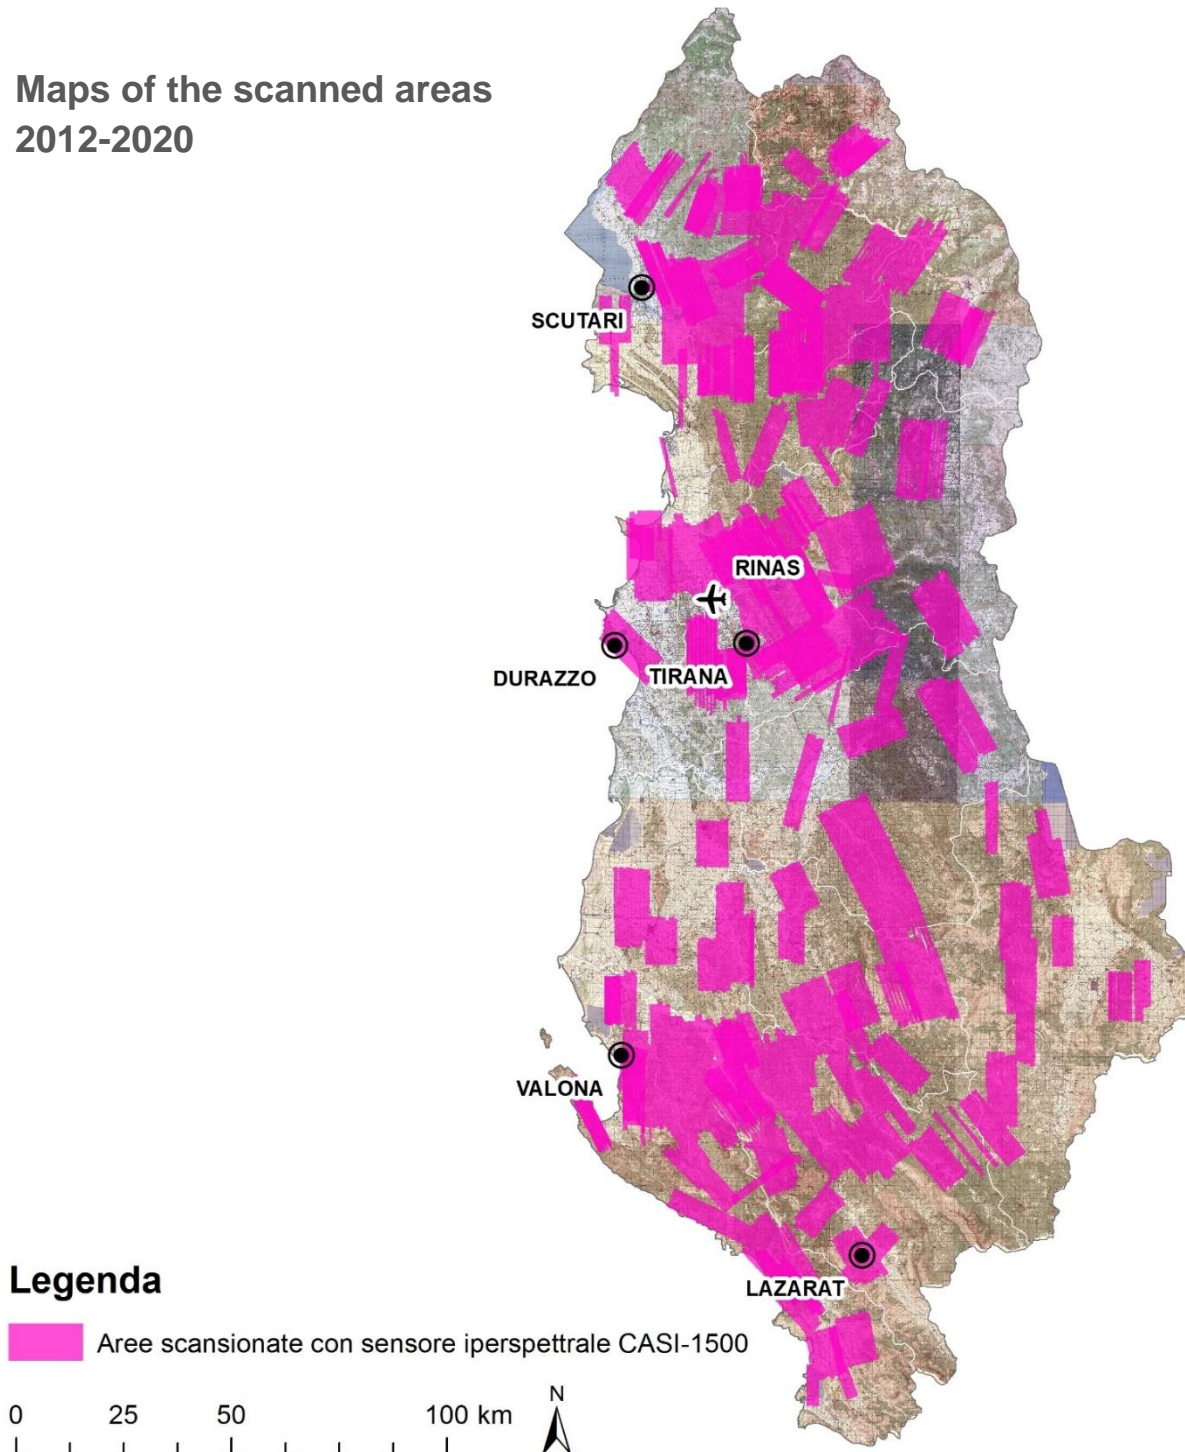 Maps of the scanned areas
2012-2020
SCUTARI
RINAS
DURAZZO
TIRANA
VALONA
LAZARAT
Legenda
Aree scansionate con sensore iperspettrale CASI-1500
N
0 25 50 100 km